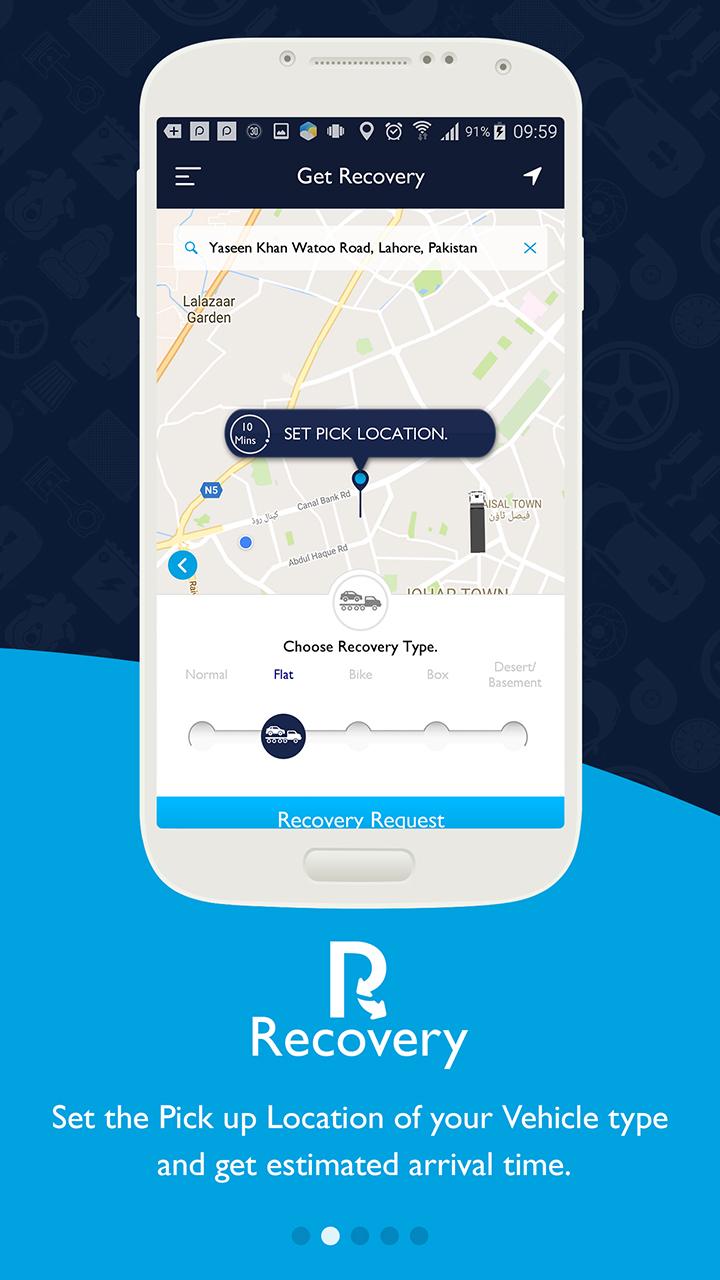 30
91%
09:59
Get Recovery
Yaseen Khan Watoo Road, Lahore, Pakistan
Lalazaar
Garden
10
Mins
SET PICK LOCATION.
N5
Canal Bank Rd
کینال روڈ
AISAL TOWN
فیصل ٹاؤن
Abdul Haque Rd
Rai
JOHAR TOWN
Choose Recovery Type.
Normal
Flat
Bike
Box
Desert/
Basement
Recovery Request
R
Recovery
Set the Pick up Location of your Vehicle type
and get estimated arrival time.